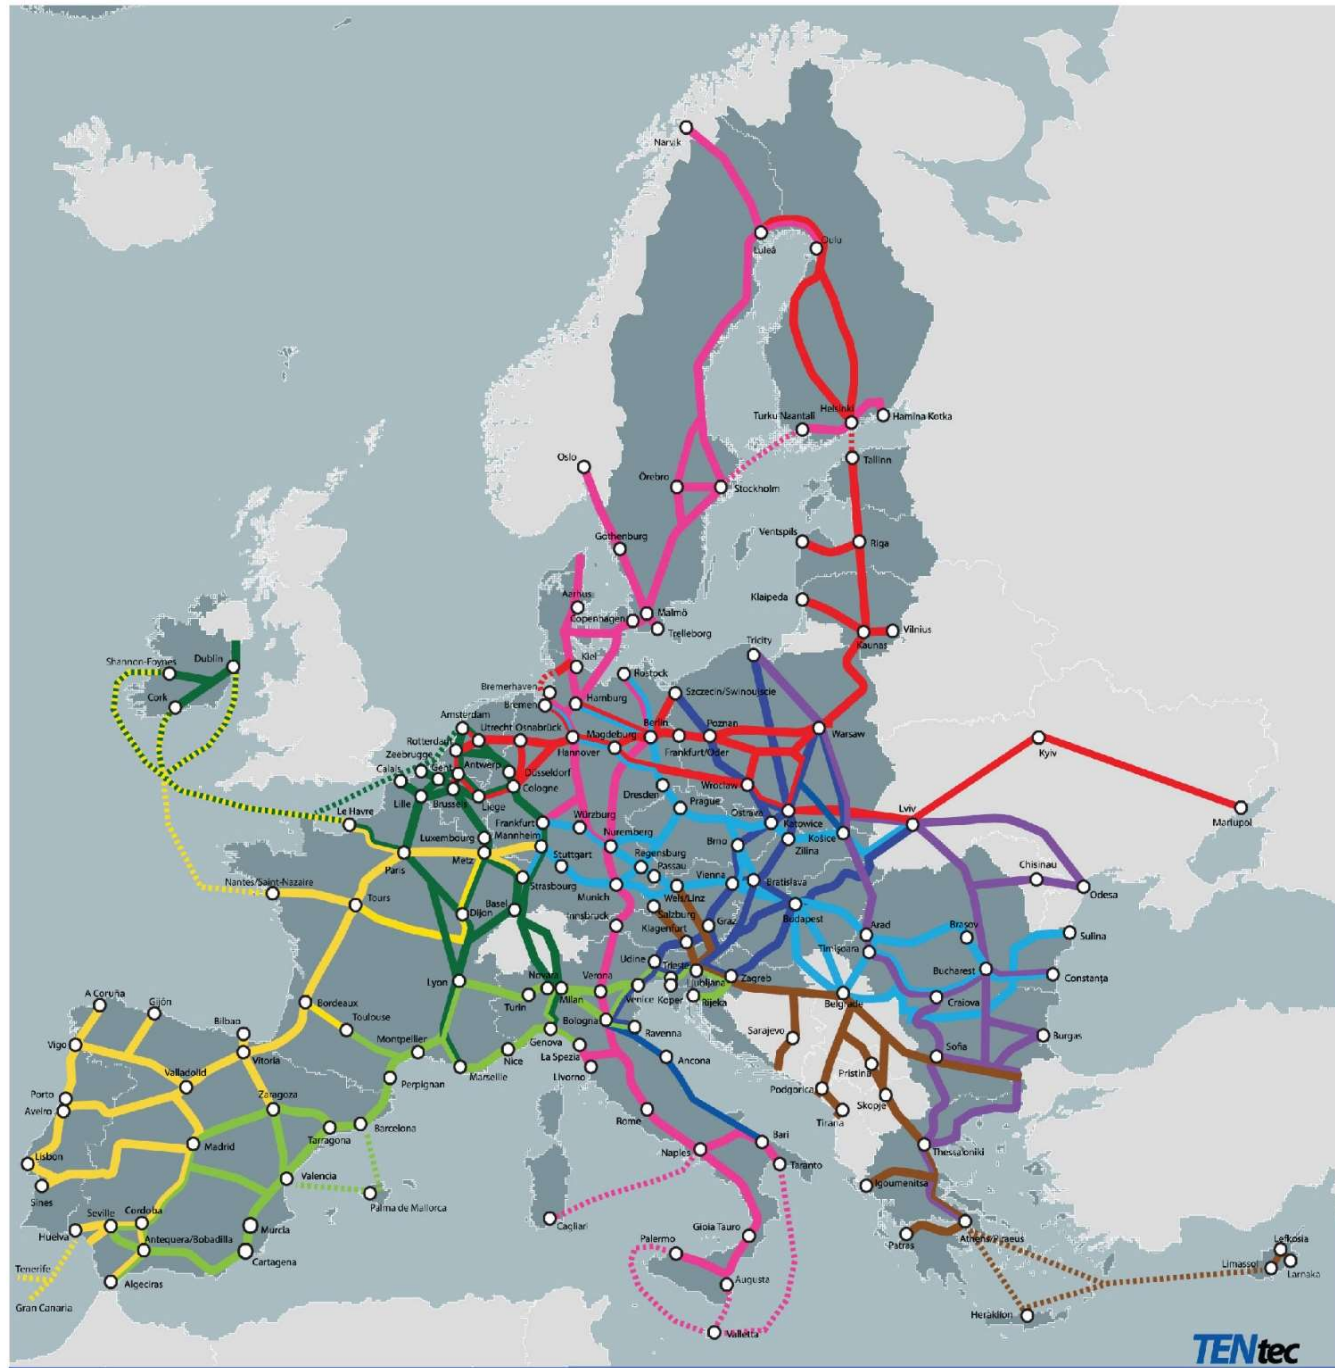 Narvik
Luleå
Oulu
Helsinki
Turku Naantali
Hamina Kotka
Tallinn
Oslo
Örebro
Stockholm
Ventspils
Riga
Gothenburg
Klaipeda
Aarhus
Malmö
Copenhagen
Trelleborg
Vilnius
Kaunas
Tricity
Shannon-Foynes
Dublin
Kiel
Rostock
Cork
Bremerhaven
Szczecin/Swinoujscie
Bremen
Hamburg
Amsterdam
Utrecht
Osnabrück
Magdeburg
Berlin
Poznan
Warsaw
Rotterdam
Hannover
Frankfurt/Oder
Kyiv
Zeebrugge
Gent
Antwerp
Düsseldorf
Calais
Cologne
Dresden
Wrocław
Lille
Brussels
Liège
Prague
Mariupol
Le Havre
Frankfurt
Würzburg
Ostrava
Katowice
Lviv
Luxembourg
Mannheim
Nuremberg
Brno
Zilina
Košice
Paris
Metz
Stuttgart
Regensburg
Passau
Chisinau
Nantes/Saint-Nazaire
Strasbourg
Munich
Vienna
Bratislava
Odesa
Tours
Wels/Linz
Dijon
Basel
Innsbruck
Salzburg
Graz
Budapest
Klagenfurt
Arad
Brașov
Sulina
Timișoara
Udine
Trieste
Ljubljana
Zagreb
Bucharest
Constanța
Lyon
Novara
Verona
Turin
Milan
Venice
Koper
Rijeka
Belgrade
Craiova
A Coruña
Gijón
Bordeaux
Bilbao
Toulouse
Bologna
Ravenna
Sarajevo
Burgas
Vigo
Vitoria
Montpellier
Genova
Nice
La Spezia
Ancona
Sofia
Valladolid
Marseille
Livorno
Pristina
Perpignan
Podgorica
Skopje
Porto
Aveiro
Zaragoza
Rome
Tirana
Tarragona
Barcelona
Lisbon
Madrid
Naples
Bari
Taranto
Thessaloniki
Valencia
Igoumenitsa
Sines
Palma de Mallorca
Cagliari
Seville
Cordoba
Murcia
Huelva
Gioia Tauro
Patras
Athens/Piraeus
Antequera/Bobadilla
Cartagena
Palermo
Lefkosia
Limassol
Larnaka
Tenerife
Algeciras
Augusta
Gran Canaria
Heraklion
Valletta
TENtec